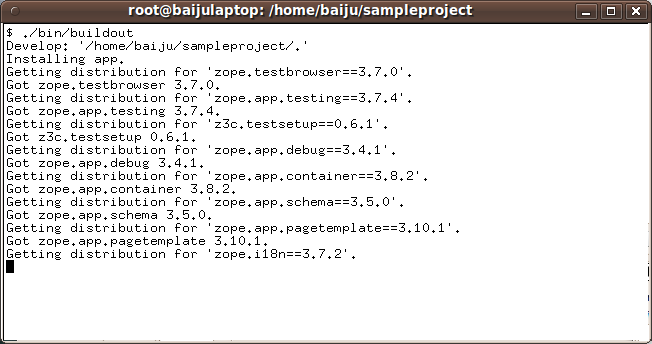 root@baijulaptop: /home/baiju/sampleproject
$ ./bin/buildout
Develop: '/home/baiju/sampleproject/.'
Installing app.
Getting distribution for 'zope.testbrowser==3.7.0'.
Got zope.testbrowser 3.7.0.
Getting distribution for 'zope.app.testing==3.7.4'.
Got zope.app.testing 3.7.4.
Getting distribution for 'z3c.testsetup==0.6.1'.
Got z3c.testsetup 0.6.1.
Getting distribution for 'zope.app.debug==3.4.1'.
Got zope.app.debug 3.4.1.
Getting distribution for 'zope.app.container==3.8.2'.
Got zope.app.container 3.8.2.
Getting distribution for 'zope.app.schema==3.5.0'.
Got zope.app.schema 3.5.0.
Getting distribution for 'zope.app.pagetemplate==3.10.1'.
Got zope.app.pagetemplate 3.10.1.
Getting distribution for 'zope.i18n==3.7.2'.